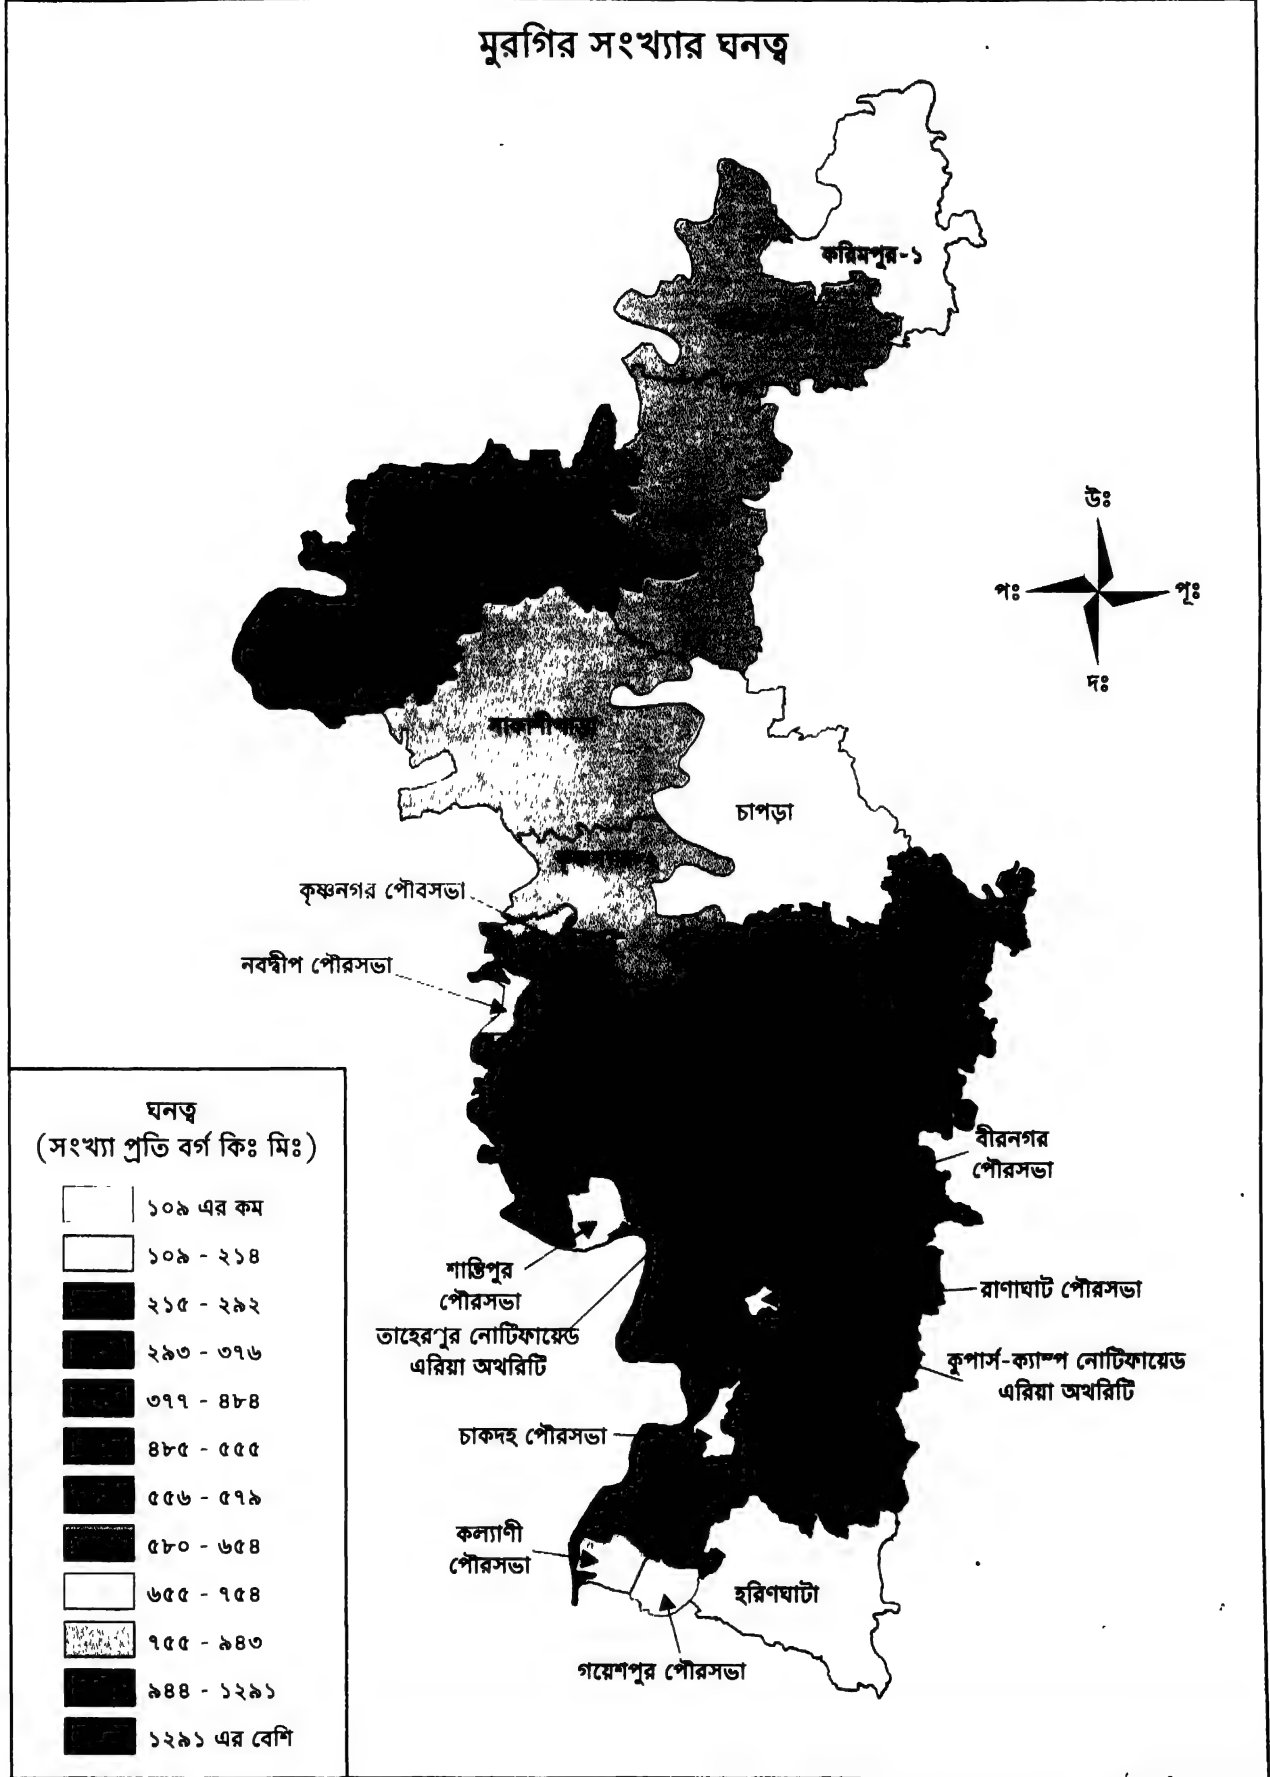 মুরগির সংখ্যার ঘনত্ব
করিমপুর-১
উঃ
পঃ
পূঃ
দঃ
নাকাশীপাড়া
চাপড়া
কৃষ্ণনগর পৌবসভা
নবদ্বীপ পৌরসভা
ঘনত্ব
(সংখ্যা প্রতি বর্গ কিঃ মিঃ)
১০৯ এর কম
১০৯ - ২১৪
২১৫ - ২৯২
২৯৩ - ৩৭৬
৩৭৭ - ৪৮৪
৪৮৫ - ৫৫৫
৫৫৬ - ৫৭৯
৫৮০ - ৬৫৪
৬৫৫ - ৭৫৪
৭৫৫ - ৯৪৩
৯৪৪ - ১২৯১
১২৯১ এর বেশি
বীরনগর
পৌরসভা
শান্তিপুর
পৌরসভা
রাণাঘাট পৌরসভা
তাহেরপুর নোটিফায়েড
এরিয়া অথরিটি
কুপার্স-ক্যাম্প নোটিফায়েড
এরিয়া অথরিটি
চাকদহ পৌরসভা
কল্যাণী
পৌরসভা
হরিণঘাটা
গয়েশপুর পৌরসভা